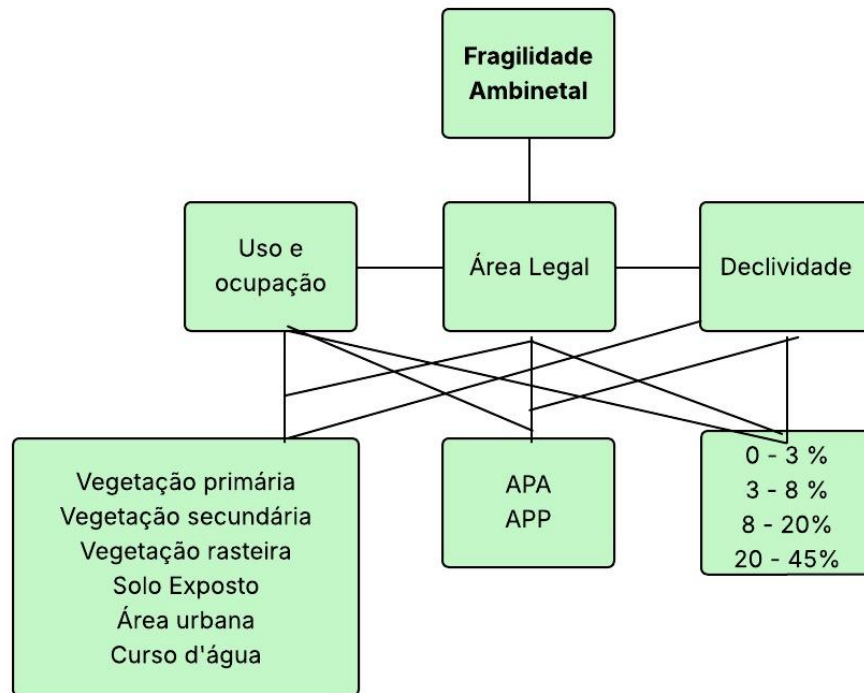 Fragilidade
Ambinetal
Uso e
ocupação
Área Legal
Declividade
Vegetação primária
Vegetação secundária
Vegetação rasteira
Solo Exposto
Área urbana
Curso d'água
APA
APP
0 - 3 %
3 - 8 %
8 - 20%
20 - 45%